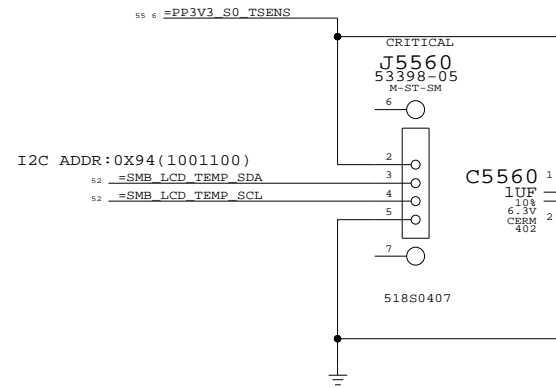 55 6 =PP3V3_S0_TSENS
CRITICAL
J5560
53398-05
M-ST-SM
6
I2C ADDR:0X94(1001100)
2
52 =SMB_LCD_TEMP_SDA 3
52 =SMB_LCD_TEMP_SCL 4
5
7
C5560 1
1UF
10%
6.3V
CERM 2
402
518S0407